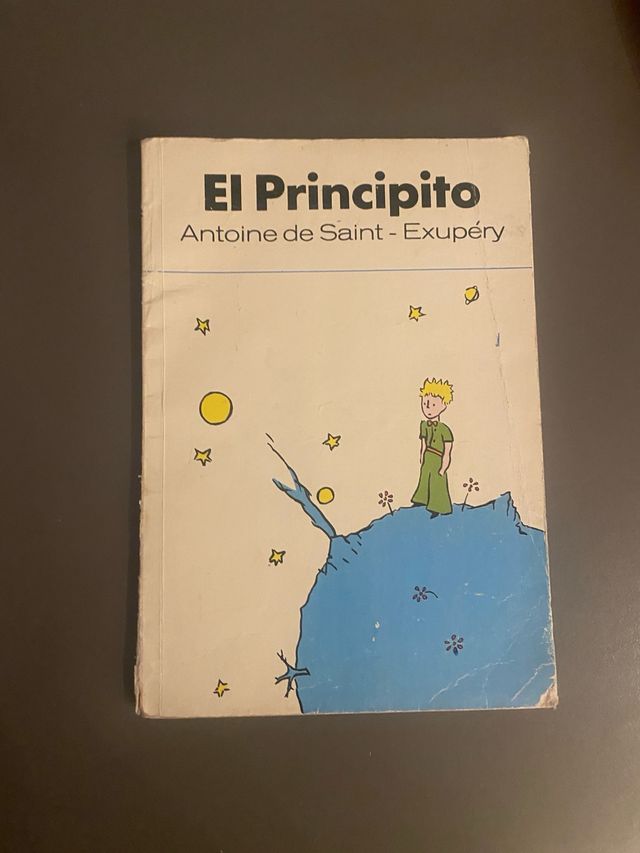 El Principito
Antoine de Saint - Exupéry